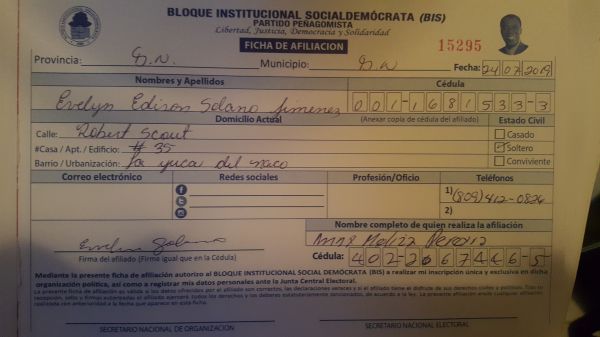 BLOQUE INSTITUCIONAL SOCIALDEMÓCRATA (BIS)
PARTIDO PEÑAGOMISTA
Libertad, Justicia, Democracia y Solidaridad
FICHA DE AFILIACION
15295
Provincia: D.N. Municipio: D.N Fecha: 24/07/2019
Nombres y Apellidos Cédula
Evelyn Edison Solano Jimenez 001-1681533-3
Domicilio Actual (Anexar copia de cédula del afiliado) Estado Civil
Calle: Robert Scout Casado
#Casa / Apt. / Edificio: # 35 Soltero
Barrio / Urbanización: la yuca del naco Conviviente
Correo electrónico Redes sociales Profesión/Oficio Teléfonos
1) (809) 412-0826
2)
Nombre completo de quien realiza la afiliación
Evelin Solano
Firma del afiliado (Firma igual que en la Cédula) Cédula: 402-2067446-5
Mediante la presente ficha de afiliación autorizo al BLOQUE INSTITUCIONAL SOCIAL DEMÓCRATA (BIS) a realizar mi inscripción única y exclusiva en dicha
organización política, así como a registrar mis datos personales ante la Junta Central Electoral.
SECRETARIO NACIONAL DE ORGANIZACIÓN SECRETARIO NACIONAL ELECTORAL